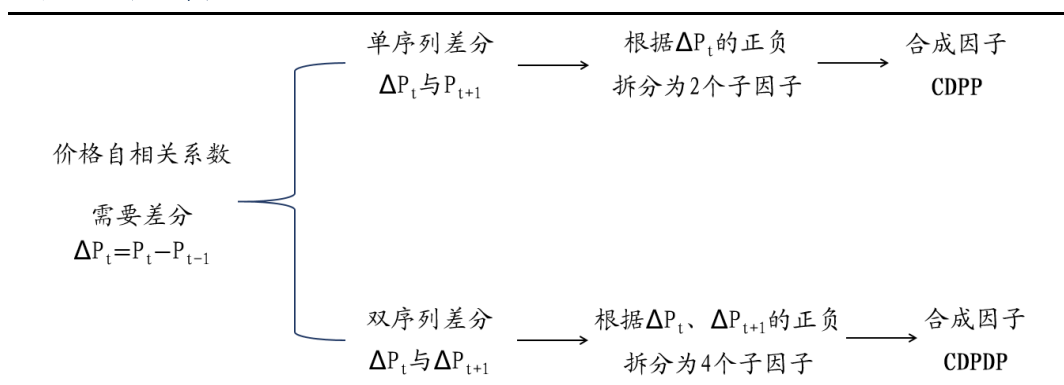 价格自相关系数
需要差分
ΔPₜ=Pₜ−Pₜ₋₁
单序列差分
ΔPₜ与Pₜ₊₁
根据ΔPₜ的正负
拆分为2个子因子
合成因子
CDPP
双序列差分
ΔPₜ与ΔPₜ₊₁
根据ΔPₜ、ΔPₜ₊₁的正负
拆分为4个子因子
合成因子
CDPDP